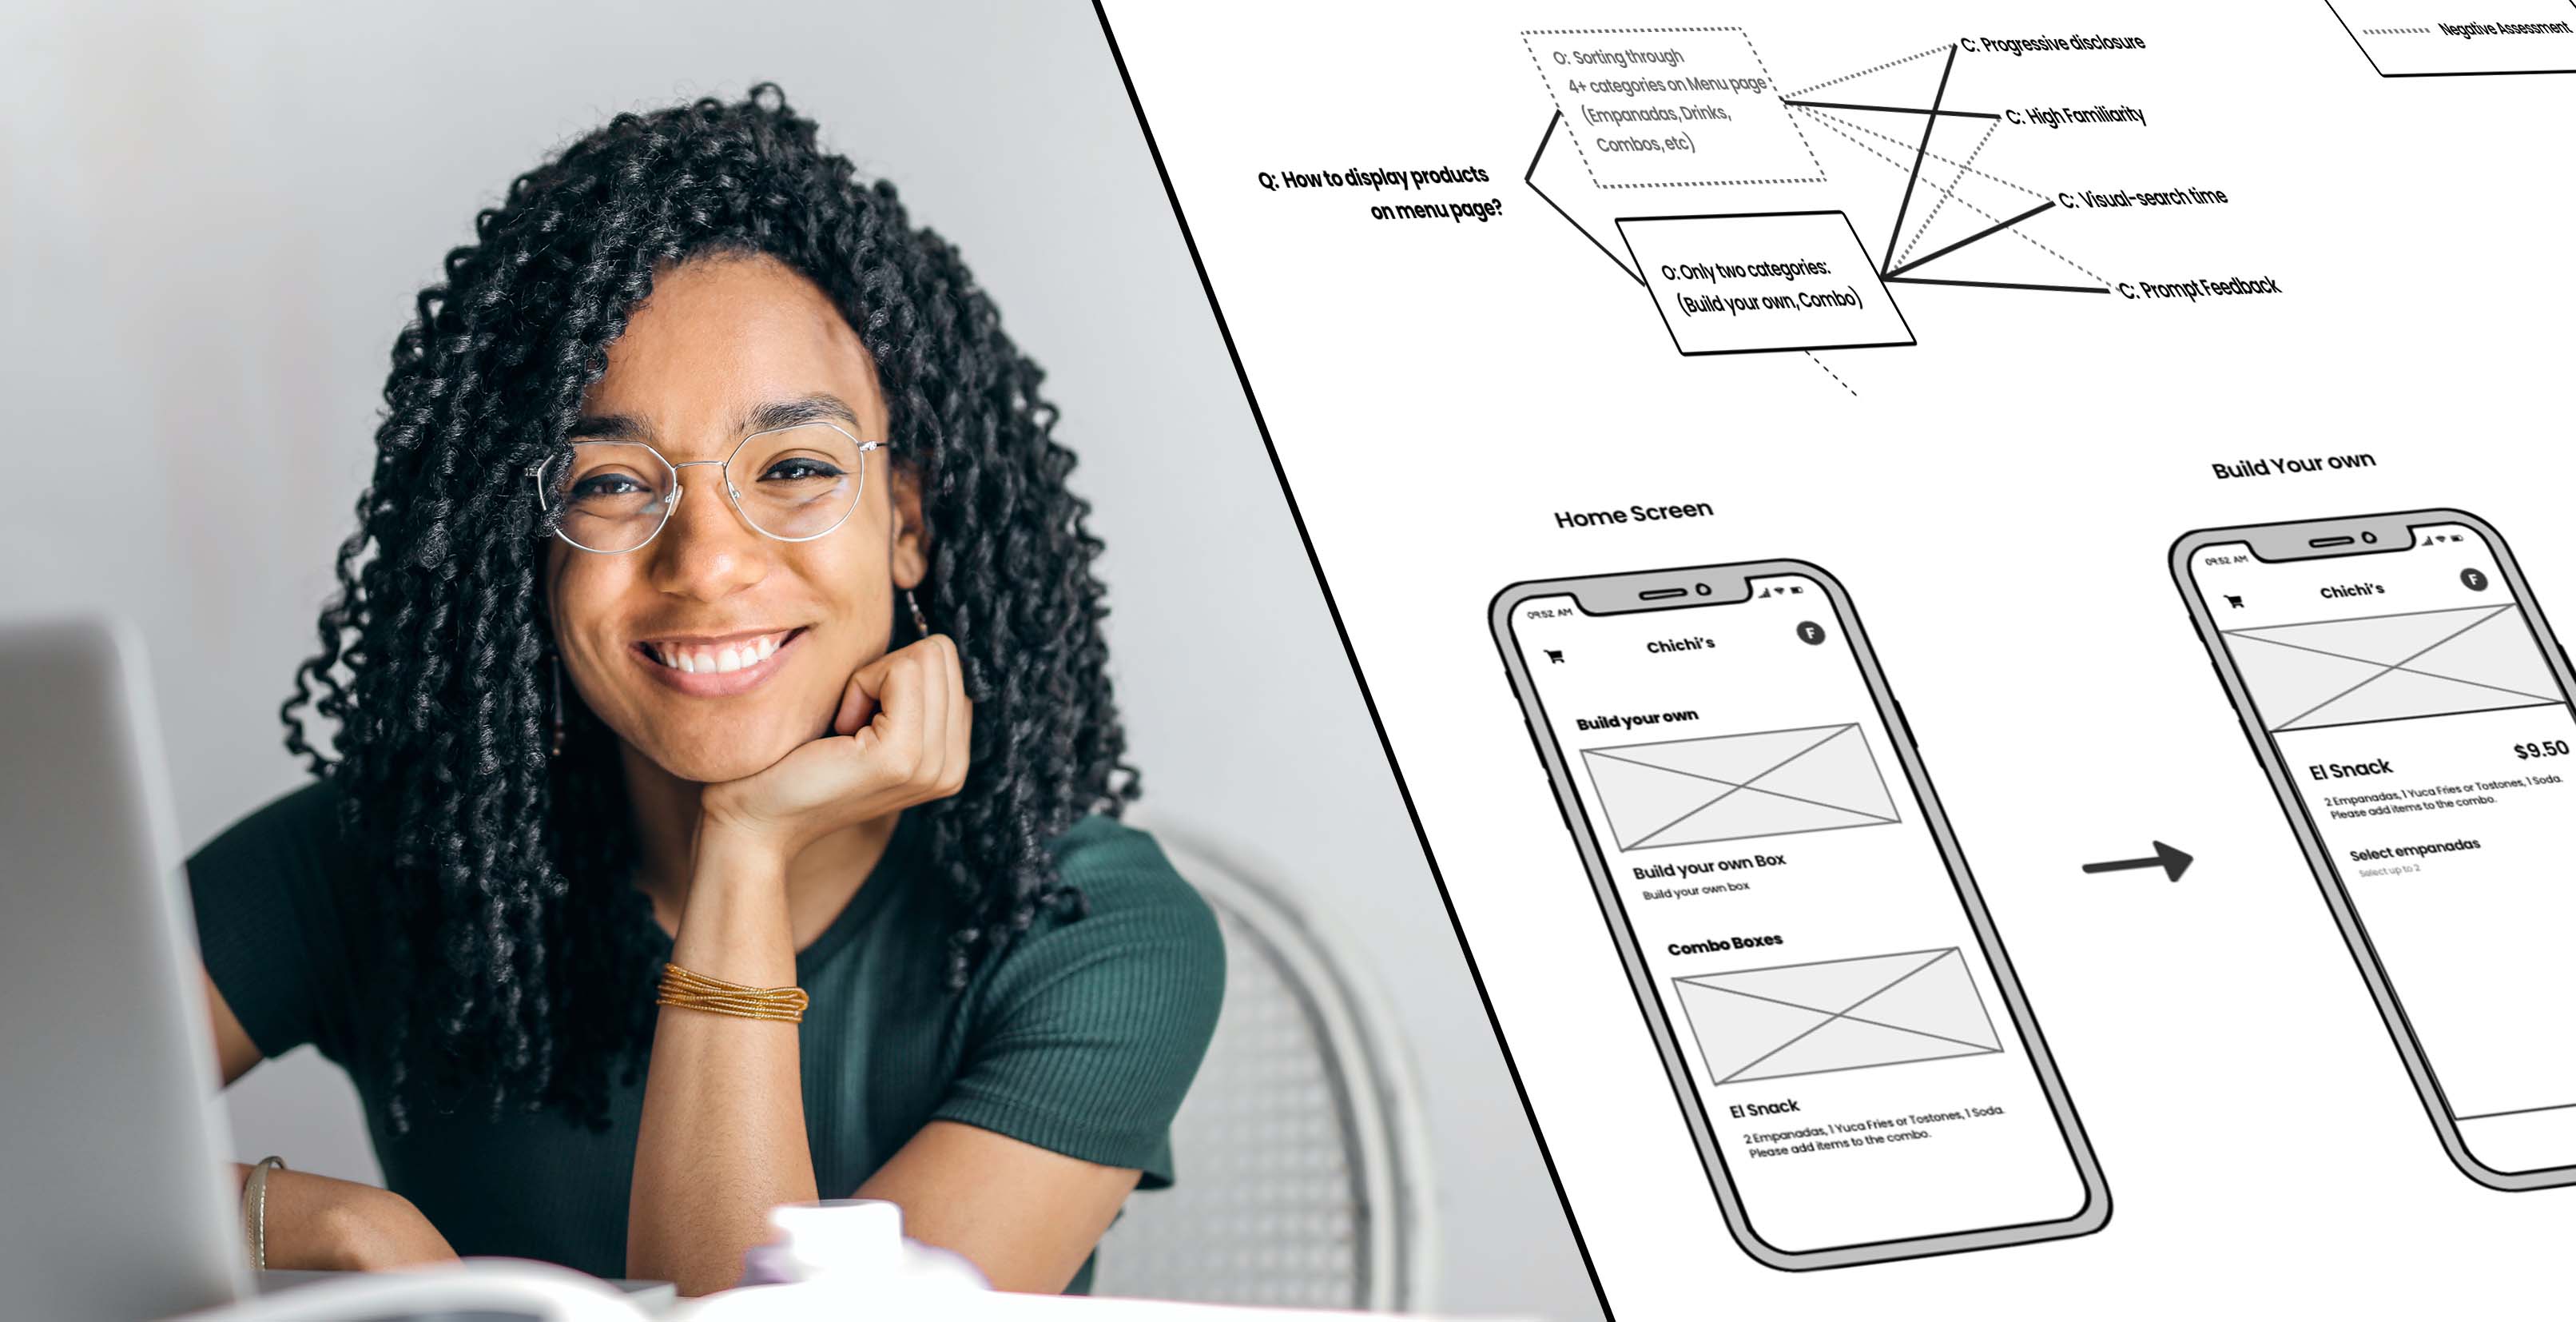 Negative Assessment
O: Sorting through
4+ categories on Menu page
(Empanadas, Drinks,
Combos, etc)
C: Progressive disclosure
C: High Familiarity
C: Visual-search time
C: Prompt Feedback
Q: How to display products
on menu page?
O: Only two categories:
(Build your own, Combo)
Home Screen
09:52 AM
Chichi's
F
Build your own
Build your own Box
Build your own box
Combo Boxes
El Snack
2 Empanadas, 1 Yuca Fries or Tostones, 1 Soda.
Please add items to the combo.
Build Your own
09:52 AM
Chichi's
F
El Snack
$9.50
2 Empanadas, 1 Yuca Fries or Tostones, 1 Soda.
Please add items to the combo.
Select empanadas
Select up to 2